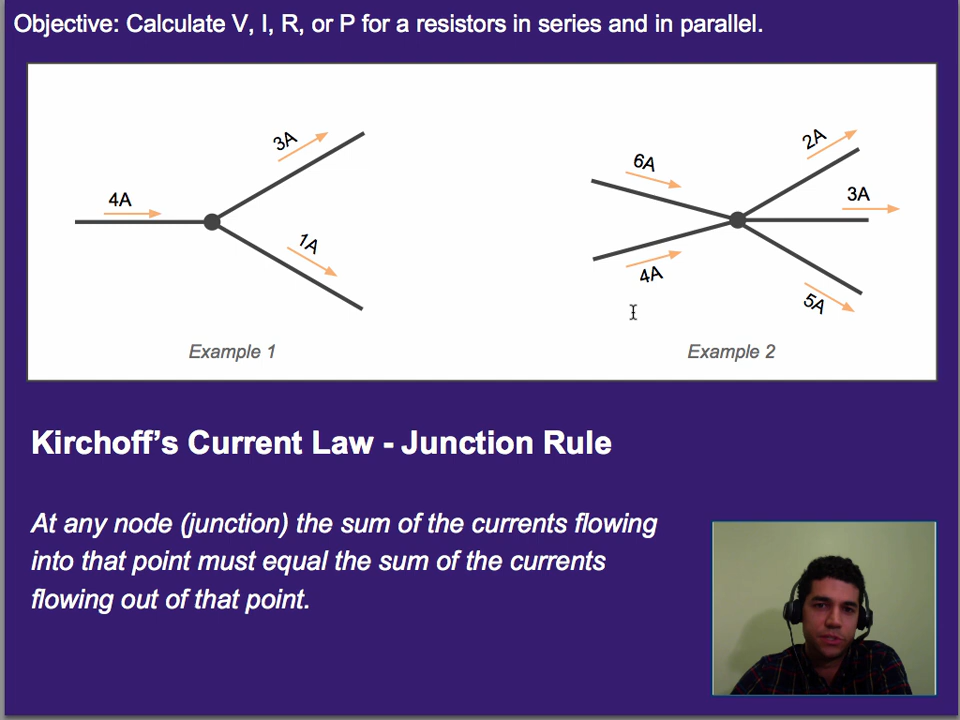 Objective: Calculate V, I, R, or P for a resistors in series and in parallel.
3A
4A
1A
Example 1
6A
4A
2A
3A
5A
Example 2
Kirchoff's Current Law - Junction Rule
At any node (junction) the sum of the currents flowing
into that point must equal the sum of the currents
flowing out of that point.